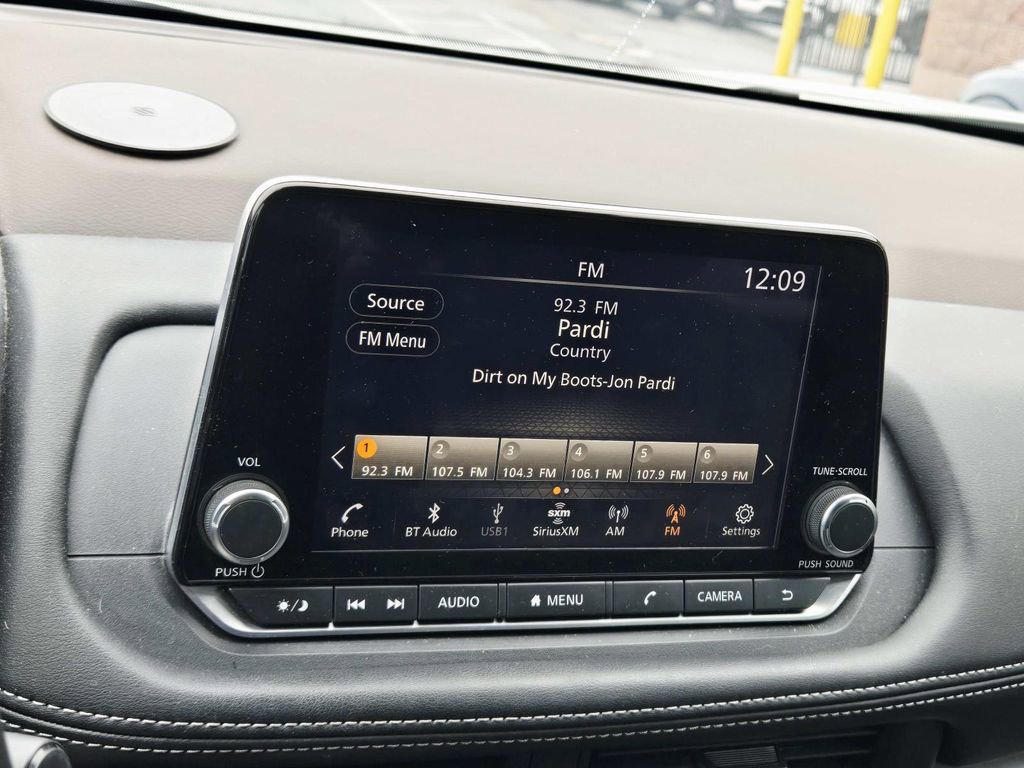 FM
12:09
Source
92.3 FM
FM Menu
Pardi
Country
Dirt on My Boots-Jon Pardi
1 2 3 4 5 6
92.3 FM 107.5 FM 104.3 FM 106.1 FM 107.9 FM 107.9 FM
VOL
TUNE·SCROLL
sxm
Phone BT Audio USB1 SiriusXM AM FM Settings
PUSH
PUSH SOUND
AUDIO MENU CAMERA